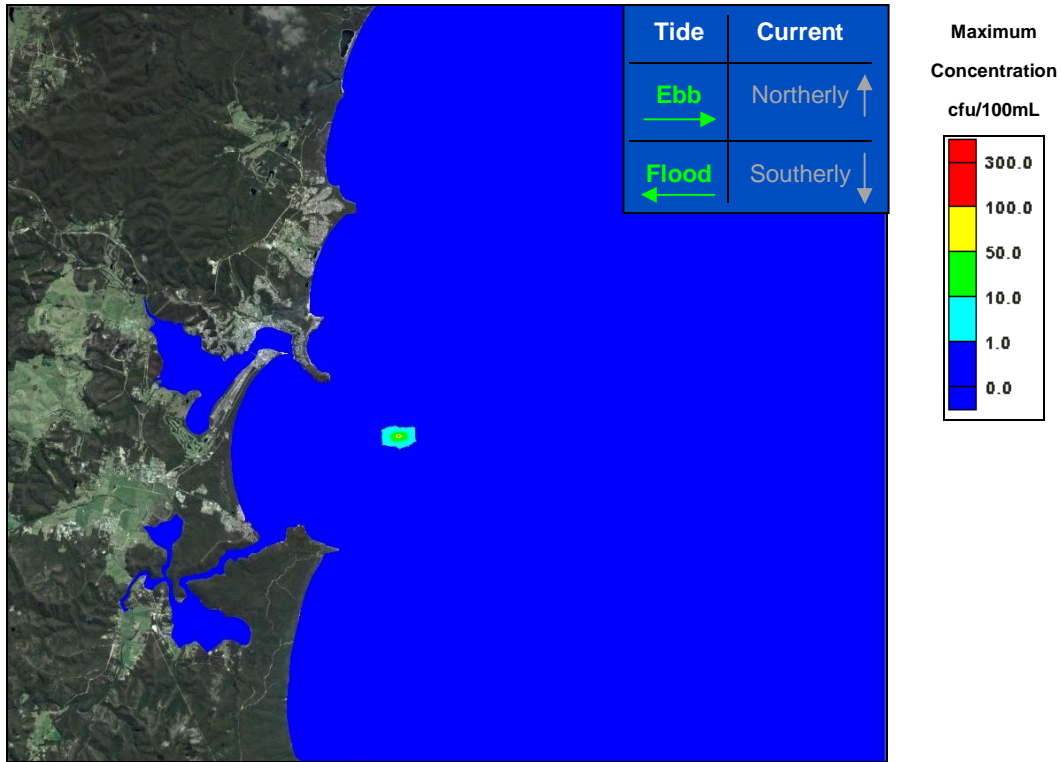 Tide Current
Ebb Northerly
Flood Southerly
Maximum
Concentration
cfu/100mL
300.0
100.0
50.0
10.0
1.0
0.0